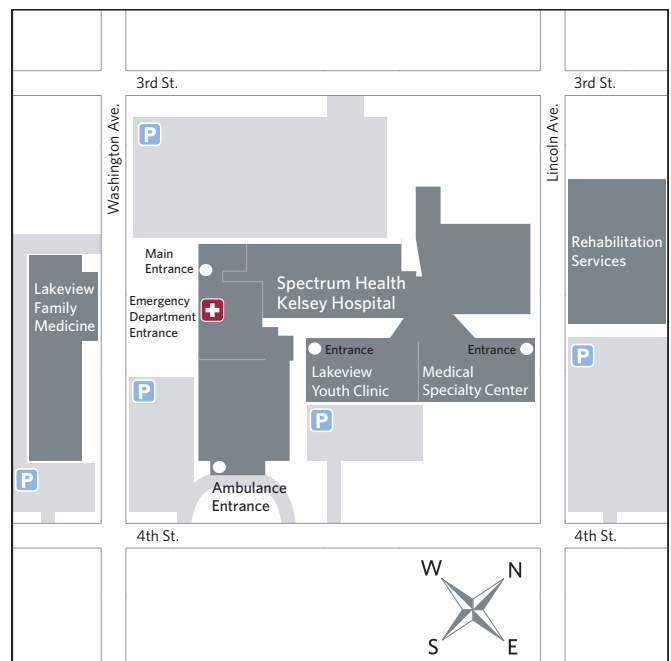 3rd St.
3rd St.
Washington Ave.
Lincoln Ave.
P
Main
Entrance
Rehabilitation
Services
Spectrum Health
Kelsey Hospital
Lakeview
Family
Medicine
Emergency
Department
Entrance
Entrance
Entrance
P
Lakeview
Youth Clinic
Medical
Specialty Center
P
P
P
Ambulance
Entrance
4th St.
4th St.
W
N
S
E